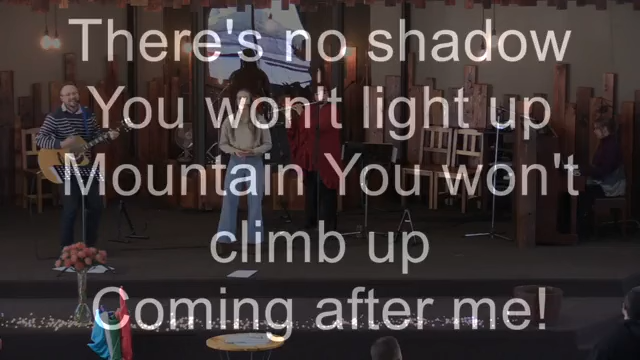 There's no shadow
You won't light up
Mountain You won't
climb up
Coming after me!